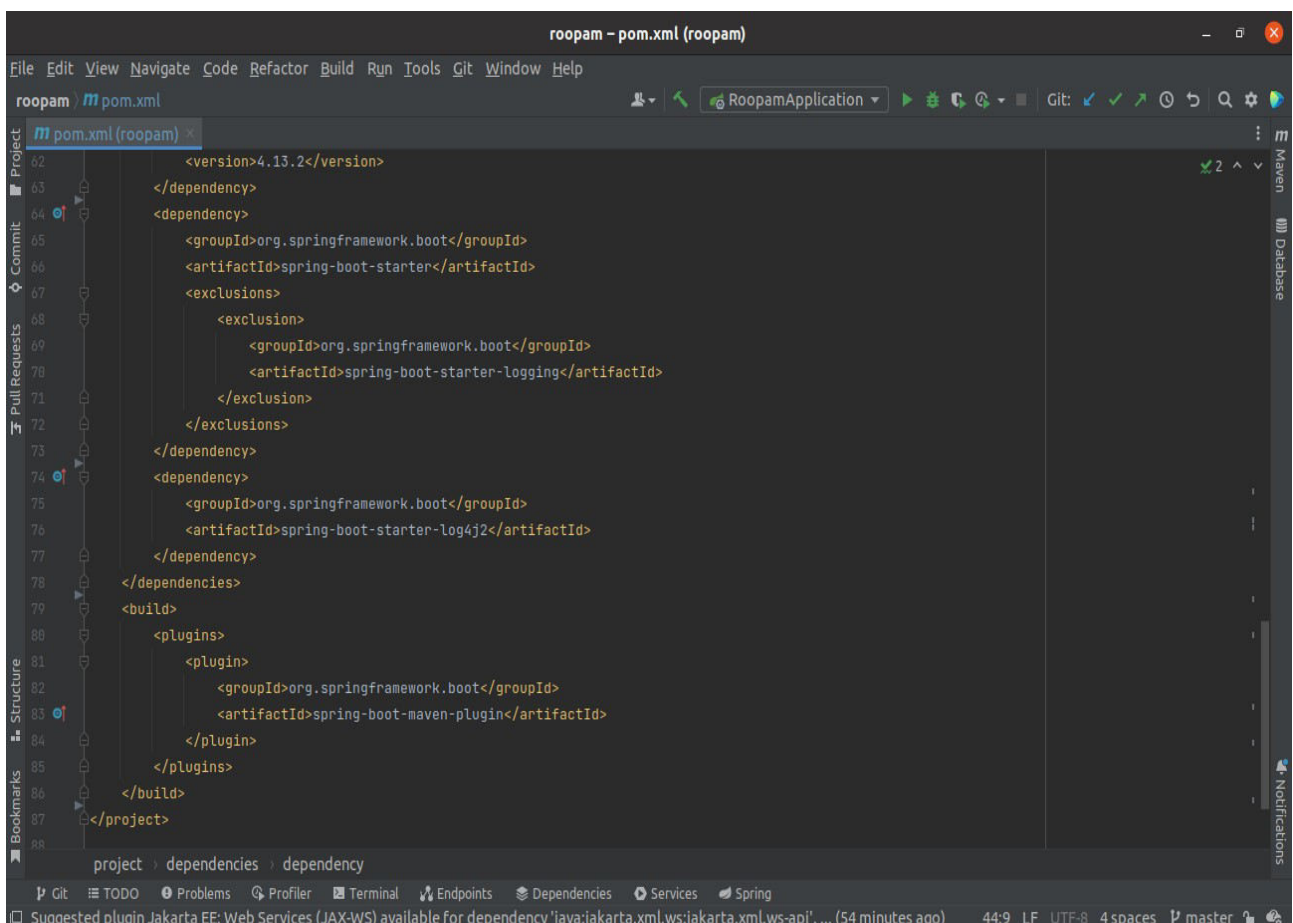 roopam – pom.xml (roopam)
File Edit View Navigate Code Refactor Build Run Tools Git Window Help
roopam 〉 m pom.xml RoopamApplication Git:
m pom.xml (roopam)
62 <version>4.13.2</version> 2
63 </dependency>
64 <dependency>
65 <groupId>org.springframework.boot</groupId>
66 <artifactId>spring-boot-starter</artifactId>
67 <exclusions>
68 <exclusion>
69 <groupId>org.springframework.boot</groupId>
70 <artifactId>spring-boot-starter-logging</artifactId>
71 </exclusion>
72 </exclusions>
73 </dependency>
74 <dependency>
75 <groupId>org.springframework.boot</groupId>
76 <artifactId>spring-boot-starter-log4j2</artifactId>
77 </dependency>
78 </dependencies>
79 <build>
80 <plugins>
81 <plugin>
82 <groupId>org.springframework.boot</groupId>
83 <artifactId>spring-boot-maven-plugin</artifactId>
84 </plugin>
85 </plugins>
86 </build>
87 </project>
88
Project
Commit
Pull Requests
Structure
Bookmarks
m Maven
Database
Notifications
project › dependencies › dependency
Git TODO Problems Profiler Terminal Endpoints Dependencies Services Spring
Suggested plugin Jakarta EE: Web Services (JAX-WS) available for dependency 'java:jakarta.xml.ws:jakarta.xml.ws-api'. ... (54 minutes ago) 44:9 LF UTF-8 4 spaces master